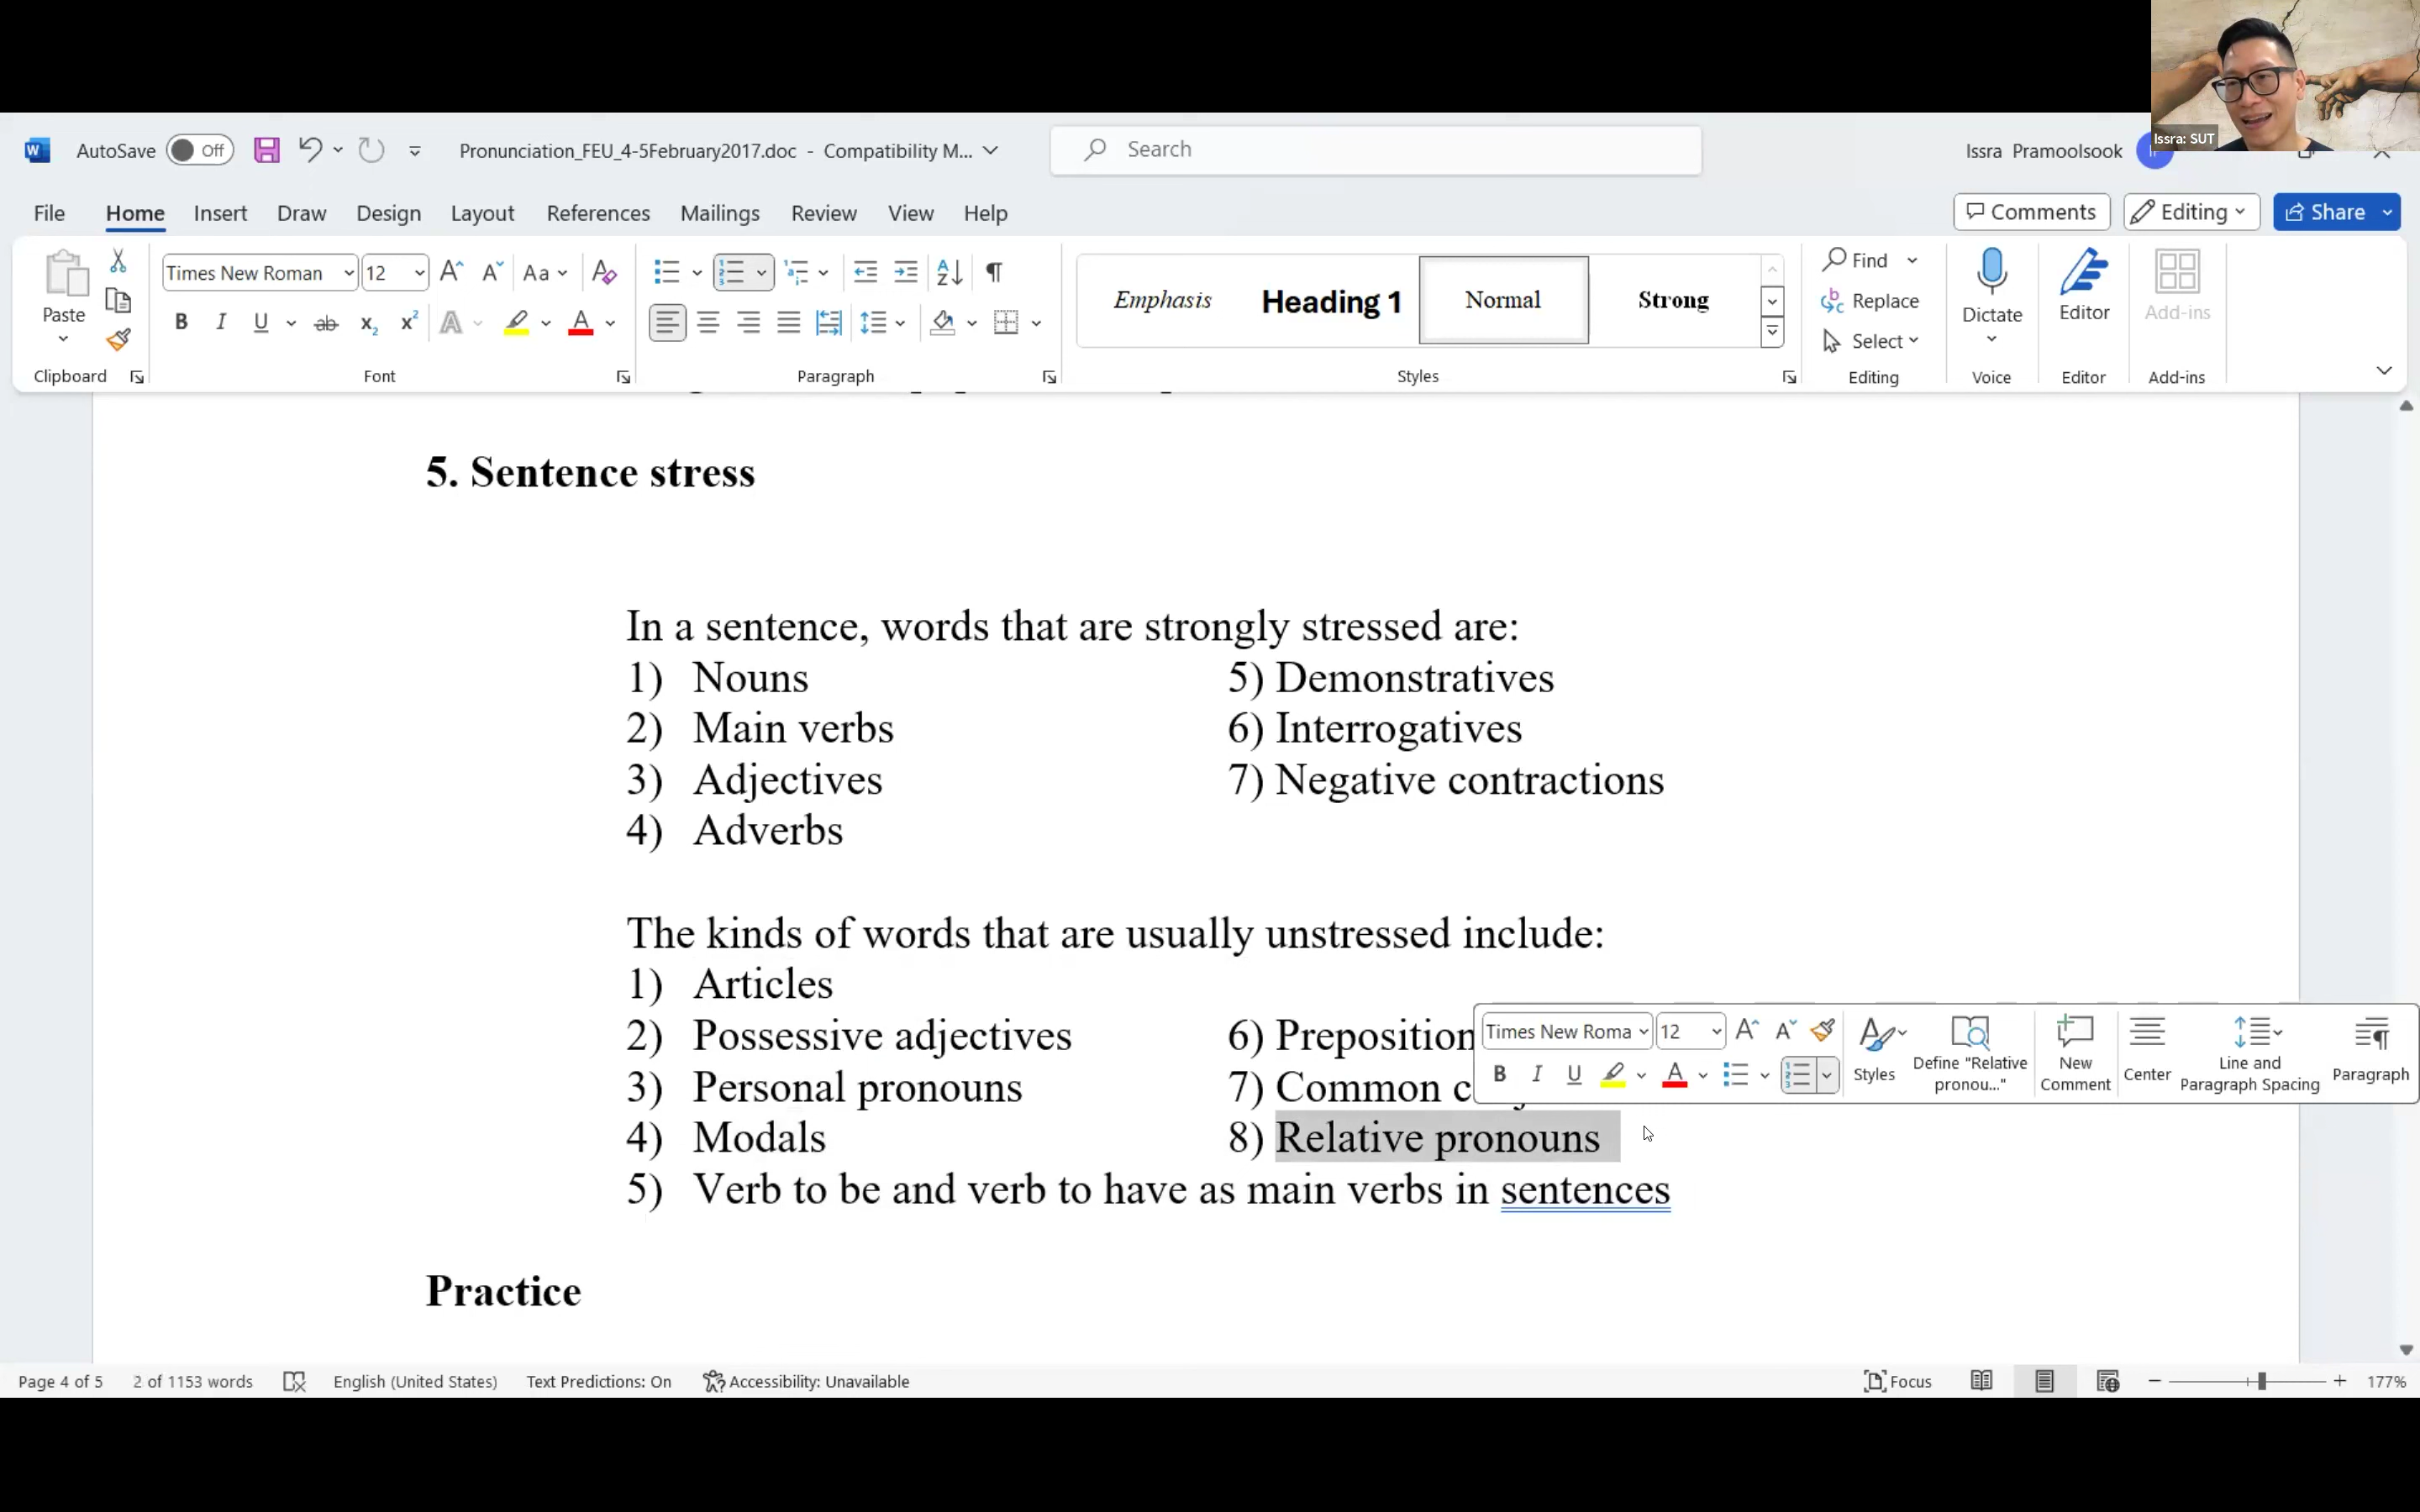 Issra: SUT
AutoSave Off Pronunciation_FEU_4-5February2017.doc - Compatibility M... Search Issra Pramoolsook
File Home Insert Draw Design Layout References Mailings Review View Help Comments Editing Share
Paste Clipboard
Times New Roman 12 Aa
B I U ab x₂ x² A A
Font
Paragraph
Emphasis Heading 1 Normal Strong
Styles
Find
Replace
Select
Editing
Dictate
Voice
Editor
Editor
Add-ins
Add-ins
5. Sentence stress
In a sentence, words that are strongly stressed are:
1) Nouns 5) Demonstratives
2) Main verbs 6) Interrogatives
3) Adjectives 7) Negative contractions
4) Adverbs
The kinds of words that are usually unstressed include:
1) Articles
2) Possessive adjectives 6) Preposition
3) Personal pronouns 7) Common
4) Modals 8) Relative pronouns
5) Verb to be and verb to have as main verbs in sentences
Times New Roma 12
B I U A
Styles
Define "Relative pronou..."
New Comment
Center
Line and Paragraph Spacing
Paragraph
Practice
Page 4 of 5 2 of 1153 words English (United States) Text Predictions: On Accessibility: Unavailable Focus 177%